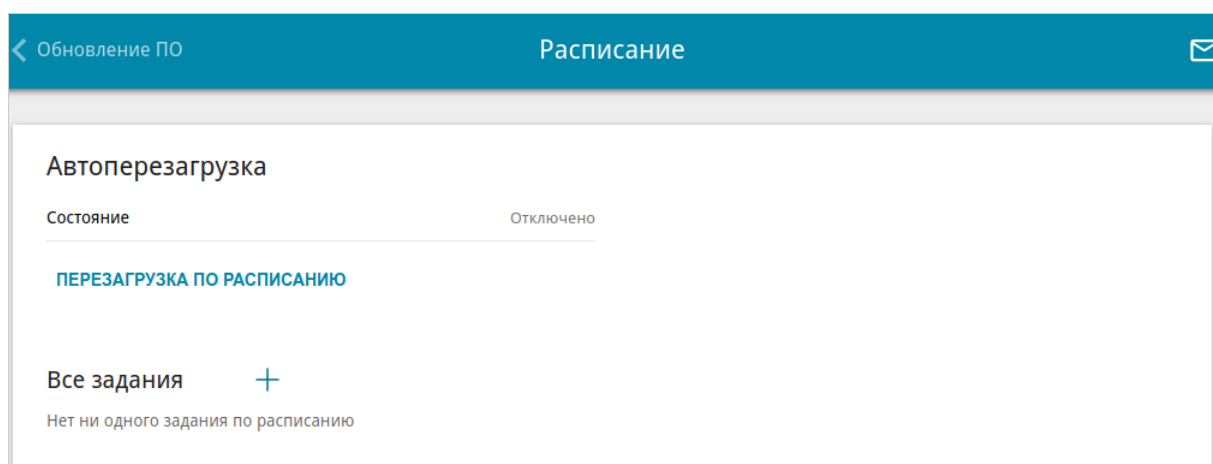 Обновление ПО
Расписание
Автоперезагрузка
Состояние Отключено
ПЕРЕЗАГРУЗКА ПО РАСПИСАНИЮ
Все задания
Нет ни одного задания по расписанию